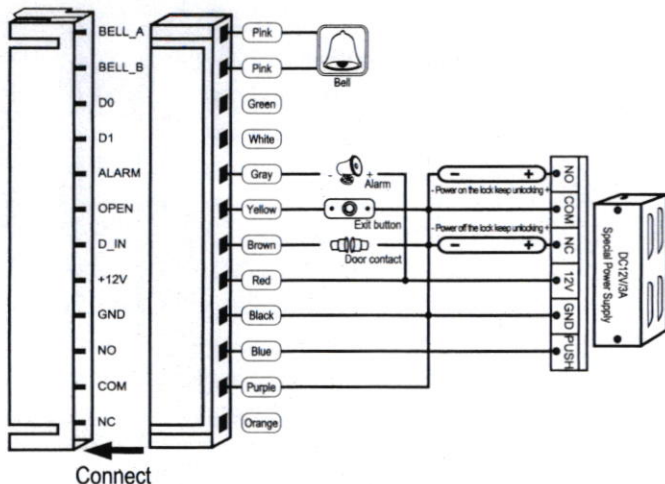 BELL_A
Pink
BELL_B
Pink
Bell
D0
Green
D1
White
ALARM
Gray
- +
Alarm
- +
NO
- Power on the lock keep unlocking +
OPEN
Yellow
Exit button
COM
- Power off the lock keep unlocking +
D_IN
Brown
Door contact
- +
NC
+12V
Red
12V
GND
Black
GND
NO
Blue
PUSH
COM
Purple
NC
Orange
DC12V/3A
Special Power Supply
Connect